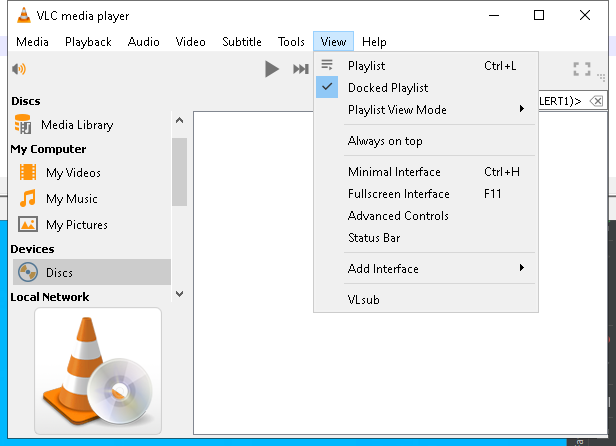 VLC media player
Media Playback Audio Video Subtitle Tools View Help
Playlist Ctrl+L
Docked Playlist
Playlist View Mode
Always on top
Minimal Interface Ctrl+H
Fullscreen Interface F11
Advanced Controls
Status Bar
Add Interface
VLsub
LERT1)>
Discs
Media Library
My Computer
My Videos
My Music
My Pictures
Devices
Discs
Local Network